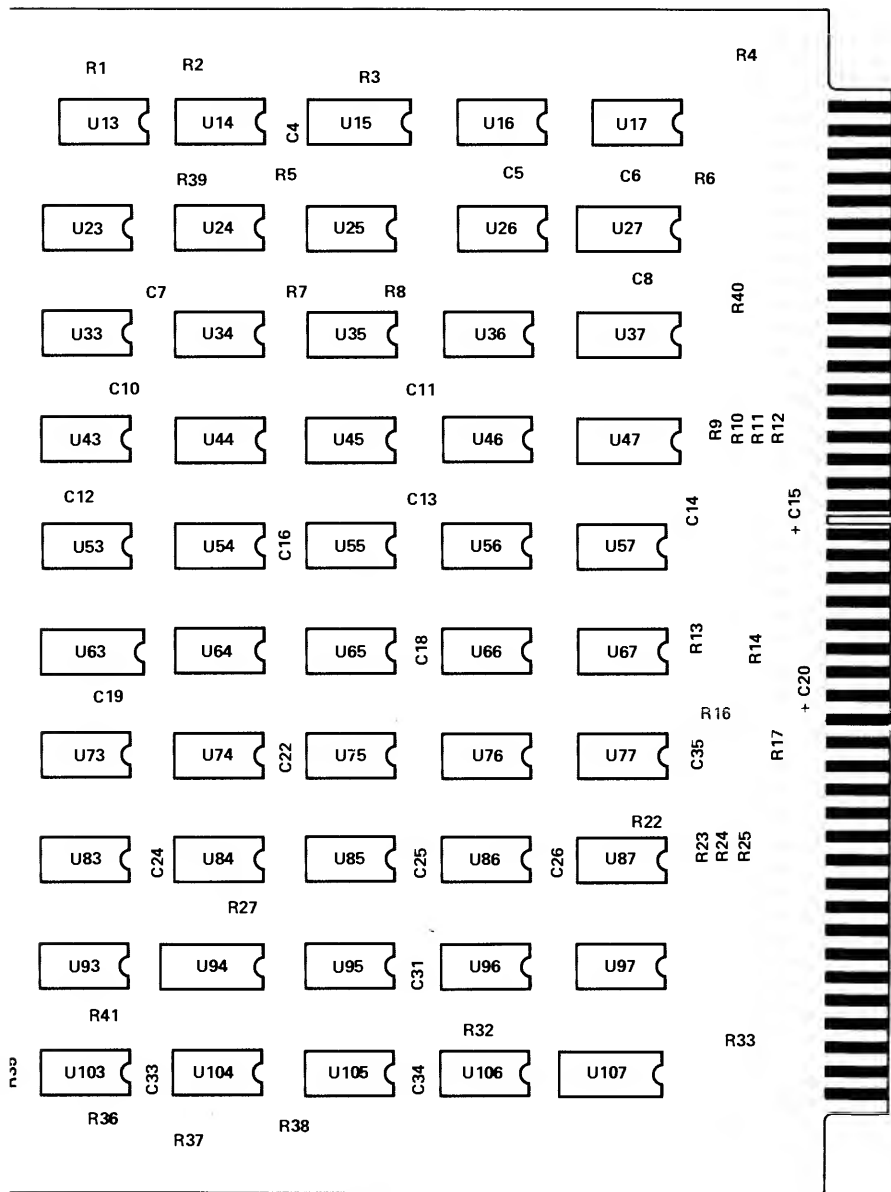 R4
R1 R2 R3
U13 U14 C4 U15 U16 U17
R39 R5 C5 C6 R6
U23 U24 U25 U26 U27
C7 R7 R8 C8 R40
U33 U34 U35 U36 U37
C10 C11
U43 U44 U45 U46 U47 R9 R10 R11 R12
C12 C13 C14 + C15
U53 U54 C16 U55 U56 U57
U63 U64 U65 C18 U66 U67 R13 R14
C19 + C20
R16
U73 U74 C22 U75 U76 U77 C35 R17
R22
U83 C24 U84 U85 C25 U86 C26 U87 R23 R24 R25
R27
U93 U94 U95 C31 U96 U97
R41 R32 R33
R35 U103 C33 U104 U105 C34 U106 U107
R36 R37 R38